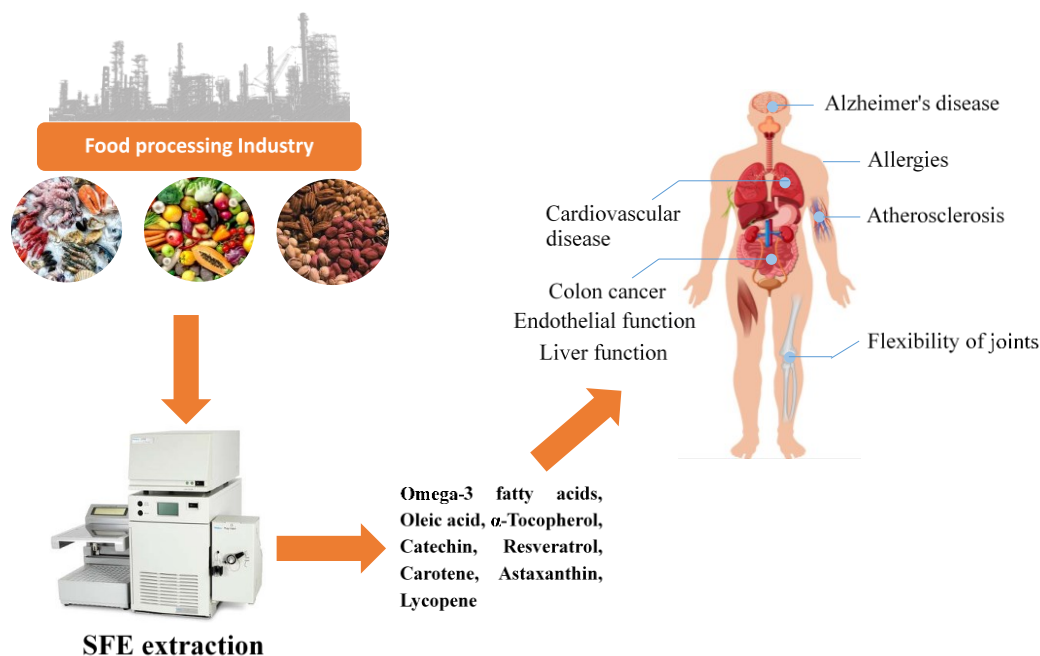 Food processing Industry
SFE extraction
Omega-3 fatty acids,
Oleic acid, α-Tocopherol,
Catechin, Resveratrol,
Carotene, Astaxanthin,
Lycopene
Alzheimer's disease
Allergies
Cardiovascular
disease
Atherosclerosis
Colon cancer
Endothelial function
Liver function
Flexibility of joints